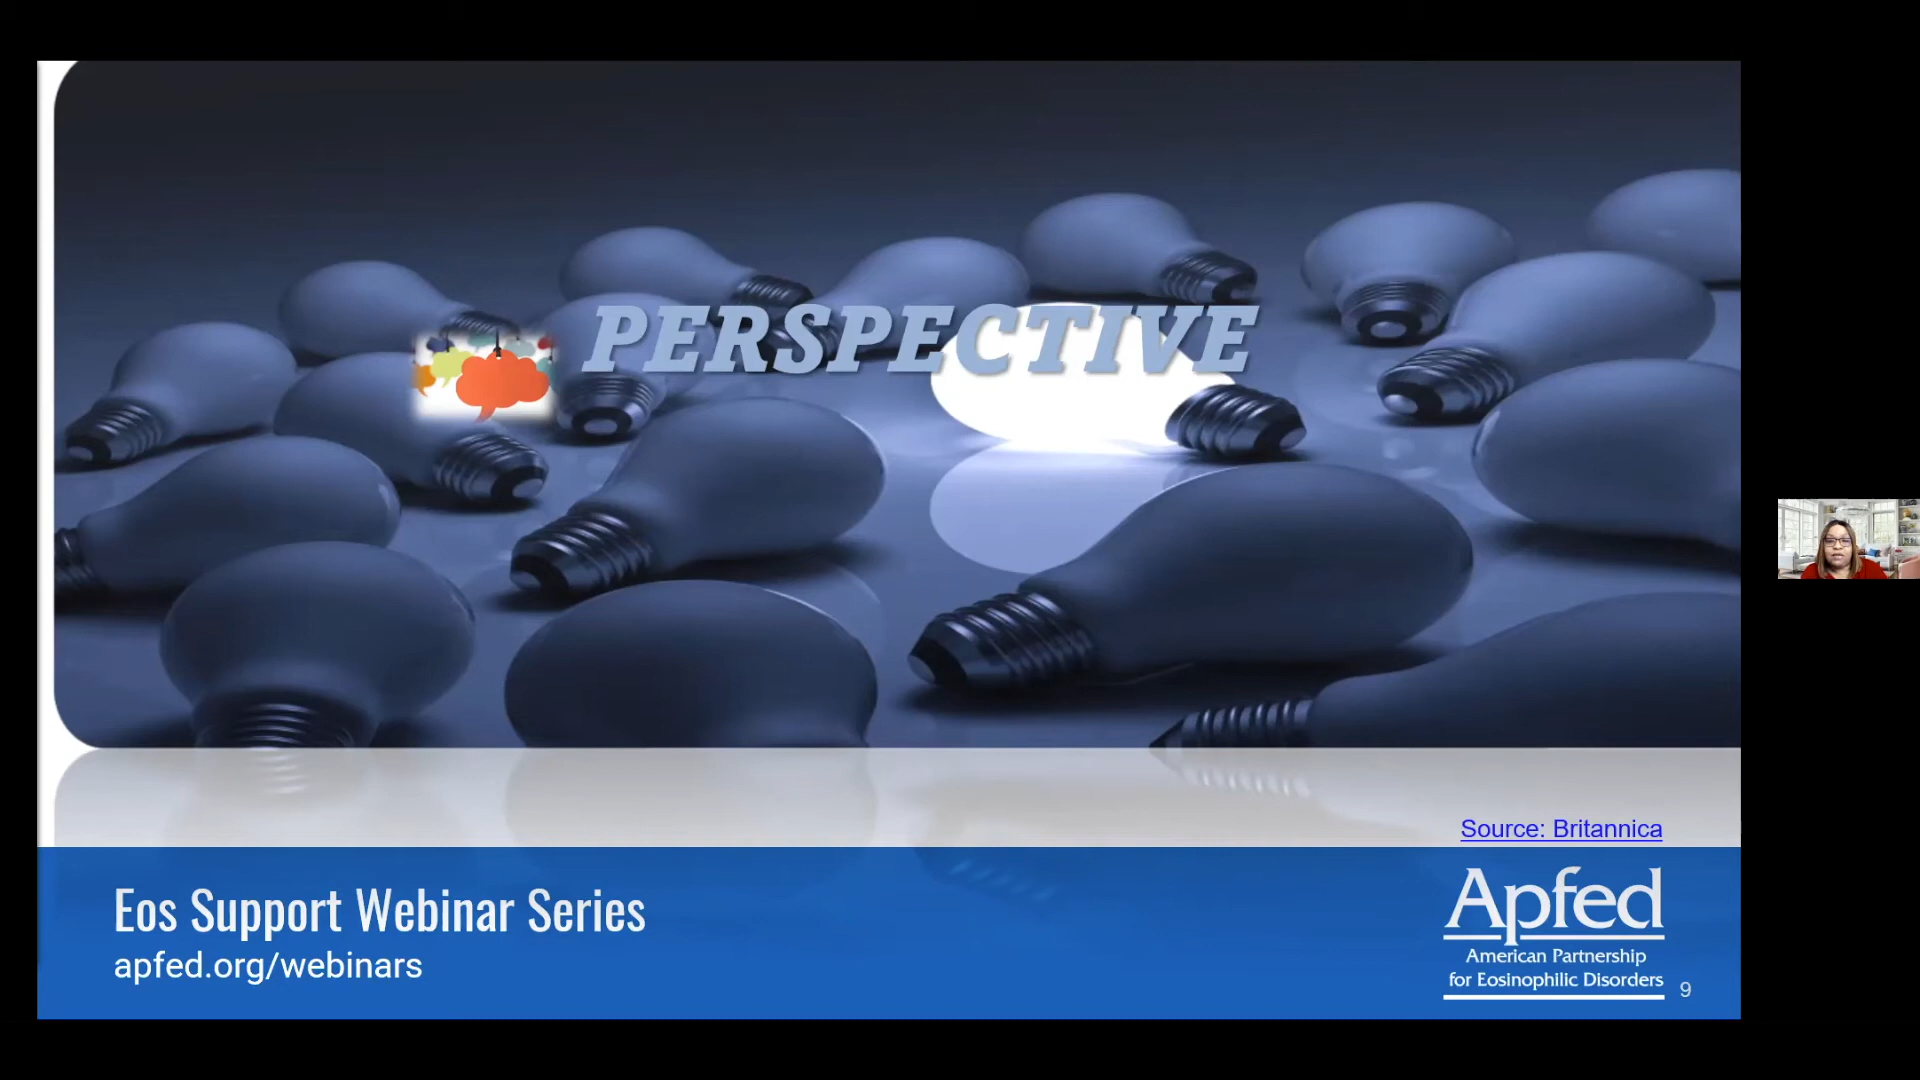 PERSPECTIVE
Source: Britannica
Eos Support Webinar Series
apfed.org/webinars
Apfed
American Partnership
for Eosinophilic Disorders
9